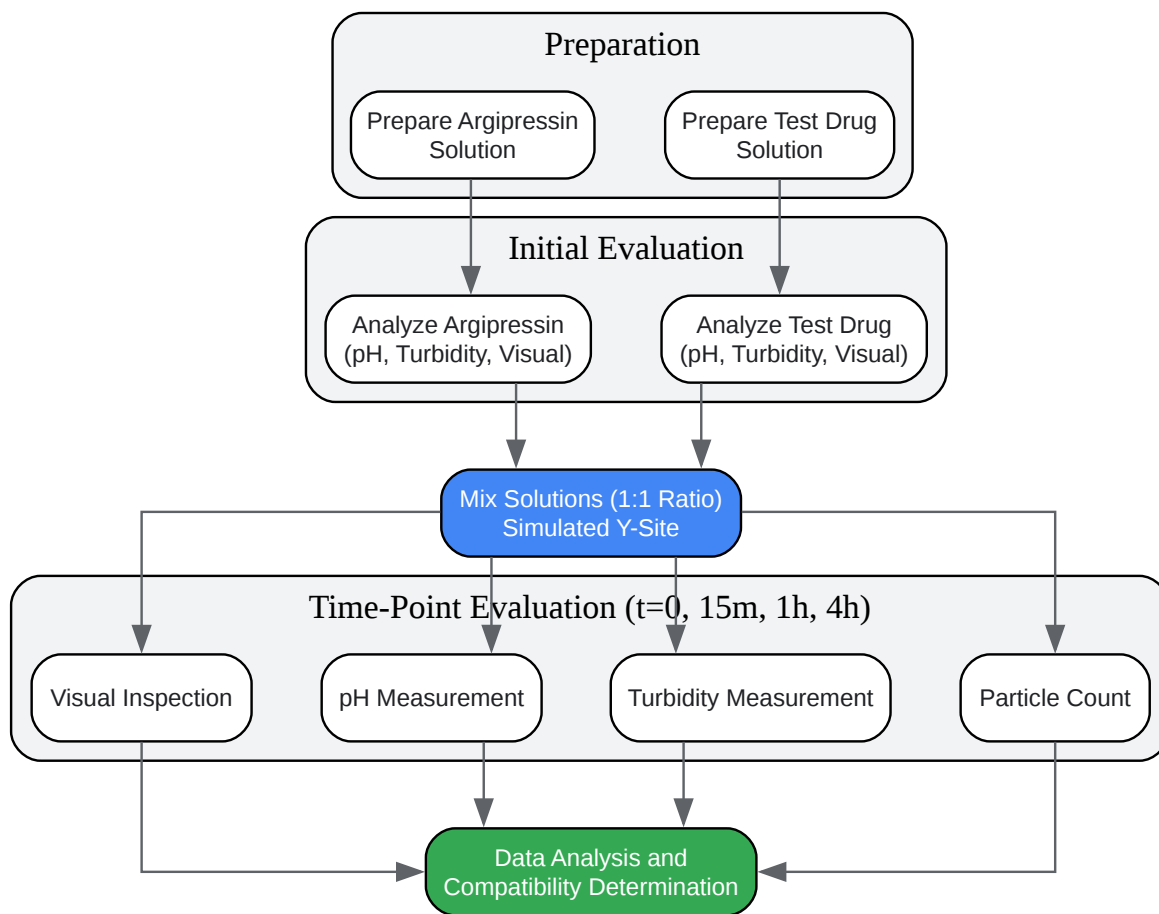 Preparation
Prepare Argipressin
Solution
Prepare Test Drug
Solution
Initial Evaluation
Analyze Argipressin
(pH, Turbidity, Visual)
Analyze Test Drug
(pH, Turbidity, Visual)
Mix Solutions (1:1 Ratio)
Simulated Y-Site
Time-Point Evaluation (t=0, 15m, 1h, 4h)
Visual Inspection
pH Measurement
Turbidity Measurement
Particle Count
Data Analysis and
Compatibility Determination